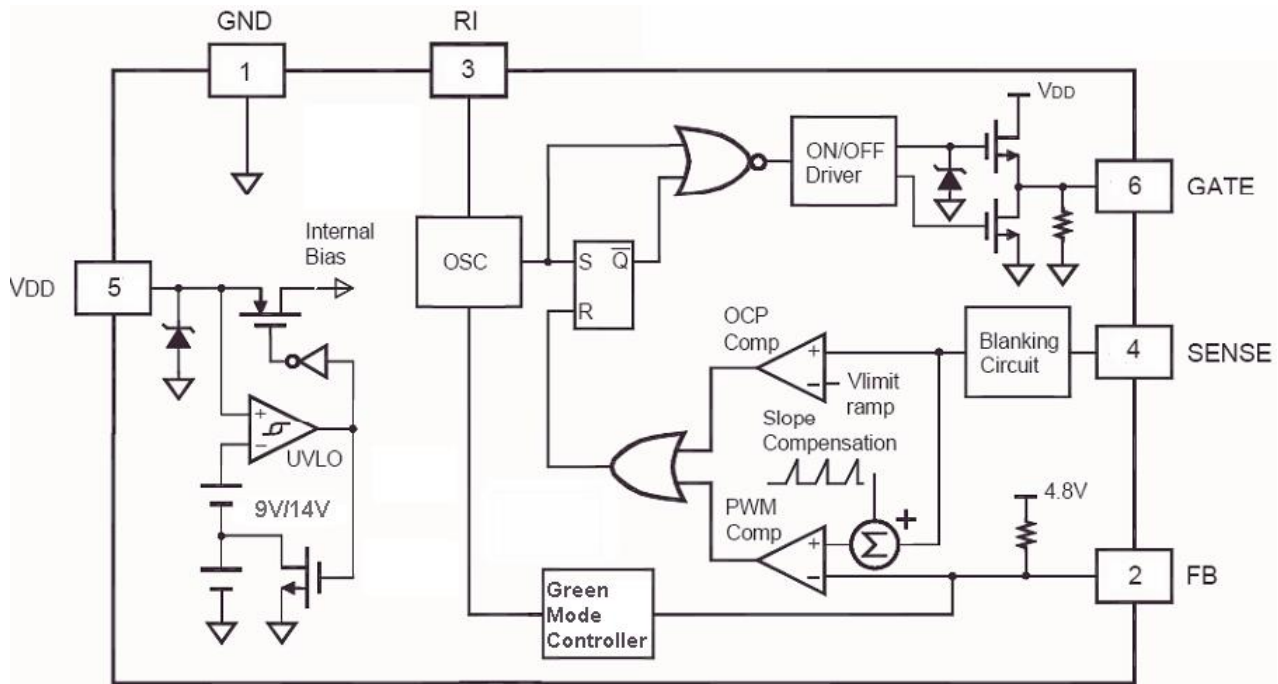 GND
RI
1
3
VDD
ON/OFF
Driver
6
GATE
Internal
Bias
OSC
S
Q̅
R
VDD
5
OCP
Comp
+
−
Vlimit
ramp
Blanking
Circuit
4
SENSE
Slope
Compensation
+
−
UVLO
9V/14V
4.8V
PWM
Comp
+
−
Σ
+
2
FB
Green
Mode
Controller